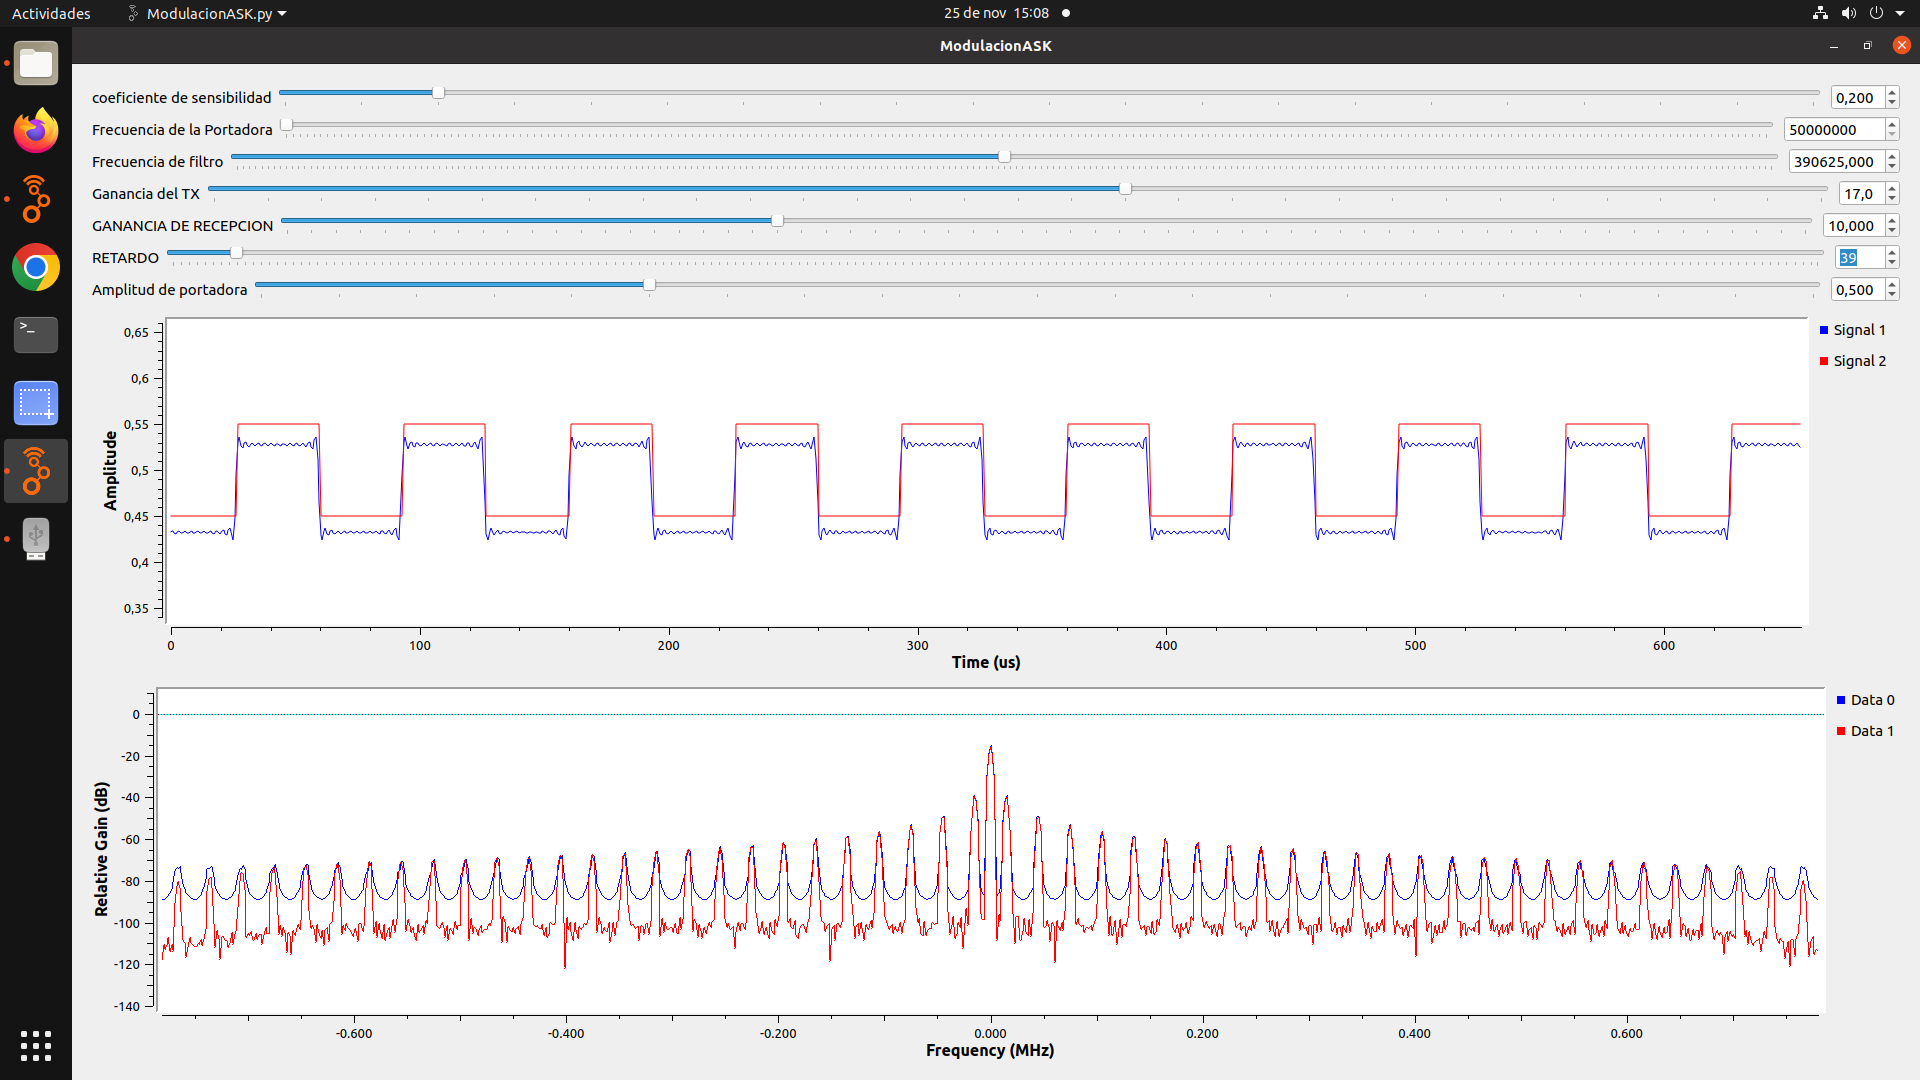 Actividades ModulacionASK.py 25 de nov 15:08
ModulacionASK
coeficiente de sensibilidad 0,200
Frecuencia de la Portadora 50000000
Frecuencia de filtro 390625,000
Ganancia del TX 17,0
GANANCIA DE RECEPCION 10,000
RETARDO 39
Amplitud de portadora 0,500
>_
Amplitude
0,65
0,6
0,55
0,5
0,45
0,4
0,35
0 100 200 300 400 500 600
Time (us)
Signal 1
Signal 2
Relative Gain (dB)
0
-20
-40
-60
-80
-100
-120
-140
-0.600 -0.400 -0.200 0.000 0.200 0.400 0.600
Frequency (MHz)
Data 0
Data 1